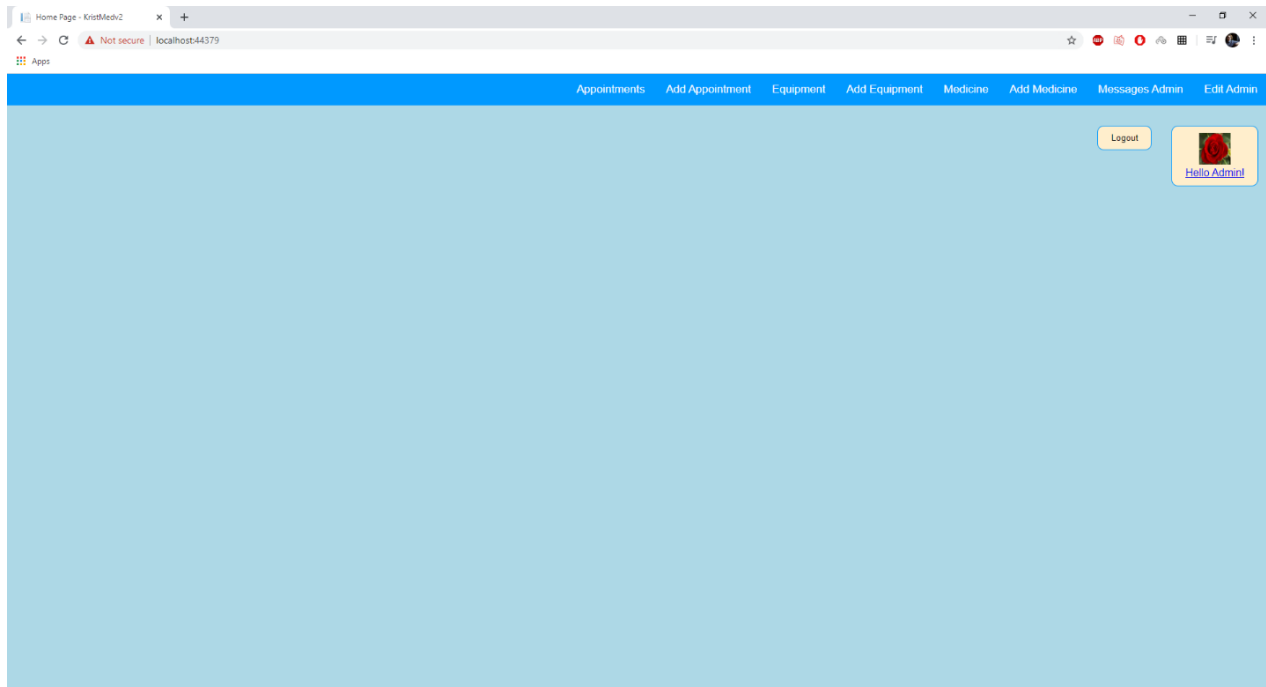 Home Page - KristMedv2
Not secure | localhost:44379
Apps
Appointments Add Appointment Equipment Add Equipment Medicine Add Medicine Messages Admin Edit Admin
Logout
Hello Admin!